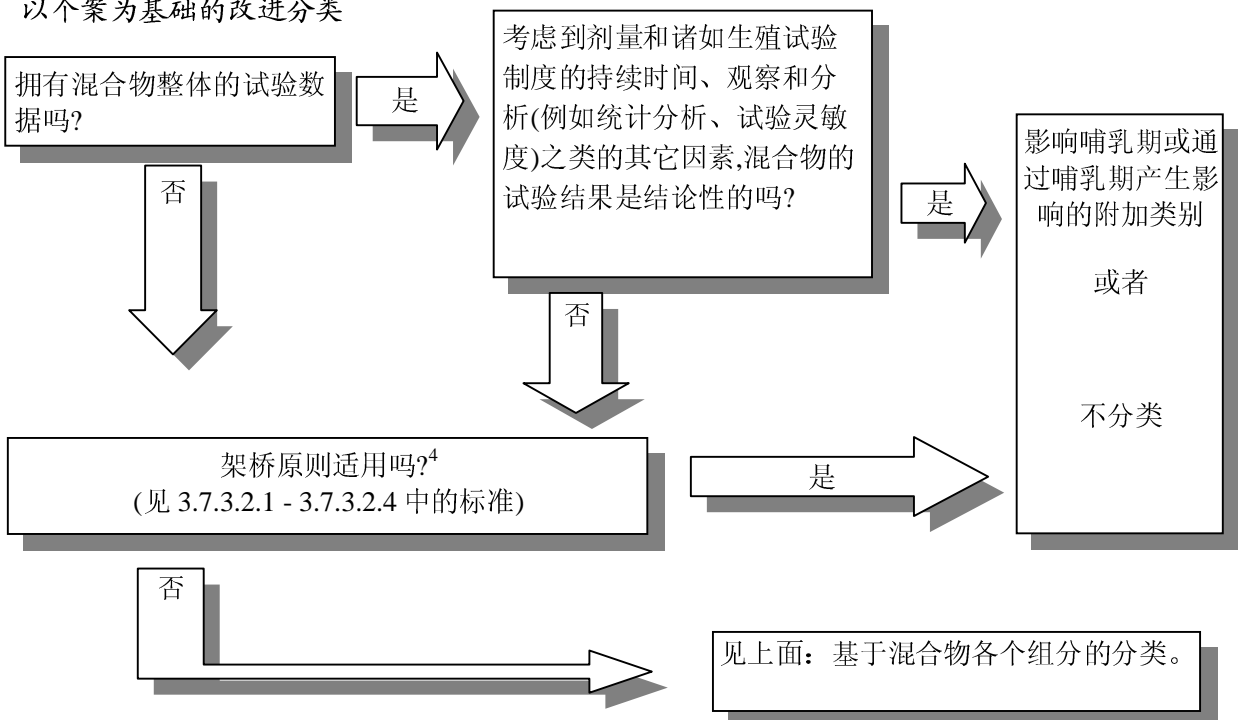 以个案为基础的改进分类
拥有混合物整体的试验数
据吗?
是
考虑到剂量和诸如生殖试验
制度的持续时间、观察和分
析(例如统计分析、试验灵敏
度)之类的其它因素,混合物的
试验结果是结论性的吗?
是
影响哺乳期或通
过哺乳期产生影
响的附加类别
或者
不分类
否
否
架桥原则适用吗?4
(见 3.7.3.2.1 - 3.7.3.2.4 中的标准)
是
否
见上面：基于混合物各个组分的分类。